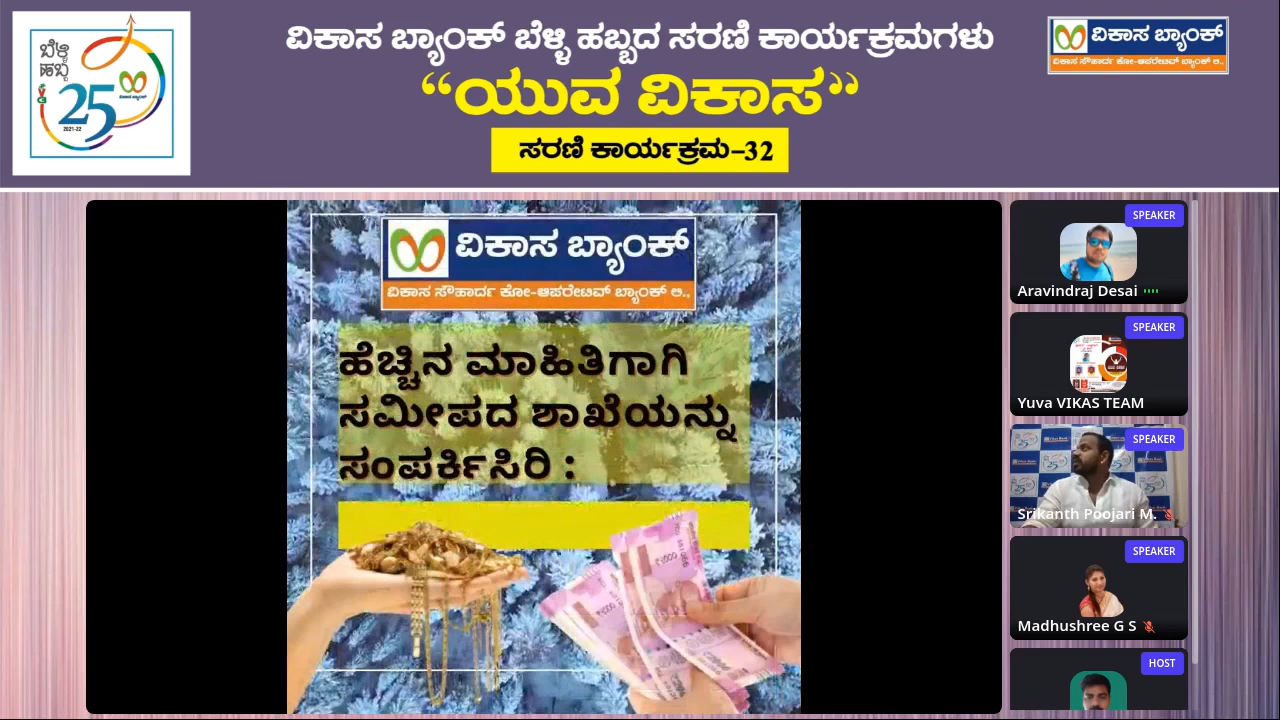 ಬೆಳ್ಳಿ
ಹಬ್ಬ
25
2021-22
ವಿಕಾಸ ಬ್ಯಾಂಕ್ ಬೆಳ್ಳಿ ಹಬ್ಬದ ಸರಣಿ ಕಾರ್ಯಕ್ರಮಗಳು
“ಯುವ ವಿಕಾಸ”
ಸರಣಿ ಕಾರ್ಯಕ್ರಮ-32
ವಿಕಾಸ ಬ್ಯಾಂಕ್
ವಿಕಾಸ ಸೌಹಾರ್ದ ಕೋ-ಆಪರೇಟಿವ್ ಬ್ಯಾಂಕ್ ಲಿ.,
ವಿಕಾಸ ಬ್ಯಾಂಕ್
ವಿಕಾಸ ಸೌಹಾರ್ದ ಕೋ-ಆಪರೇಟಿವ್ ಬ್ಯಾಂಕ್ ಲಿ.,
ಹೆಚ್ಚಿನ ಮಾಹಿತಿಗಾಗಿ
ಸಮೀಪದ ಶಾಖೆಯನ್ನು
ಸಂಪರ್ಕಿಸಿರಿ :
SPEAKER
Aravindraj Desai
SPEAKER
Yuva VIKAS TEAM
SPEAKER
Srikanth Poojari M.
SPEAKER
Madhushree G S
HOST